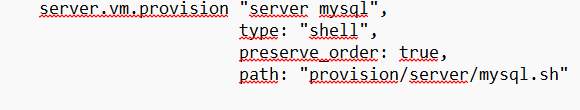 server.vm.provision "server mysql",
type: "shell",
preserve_order: true,
path: "provision/server/mysql.sh"